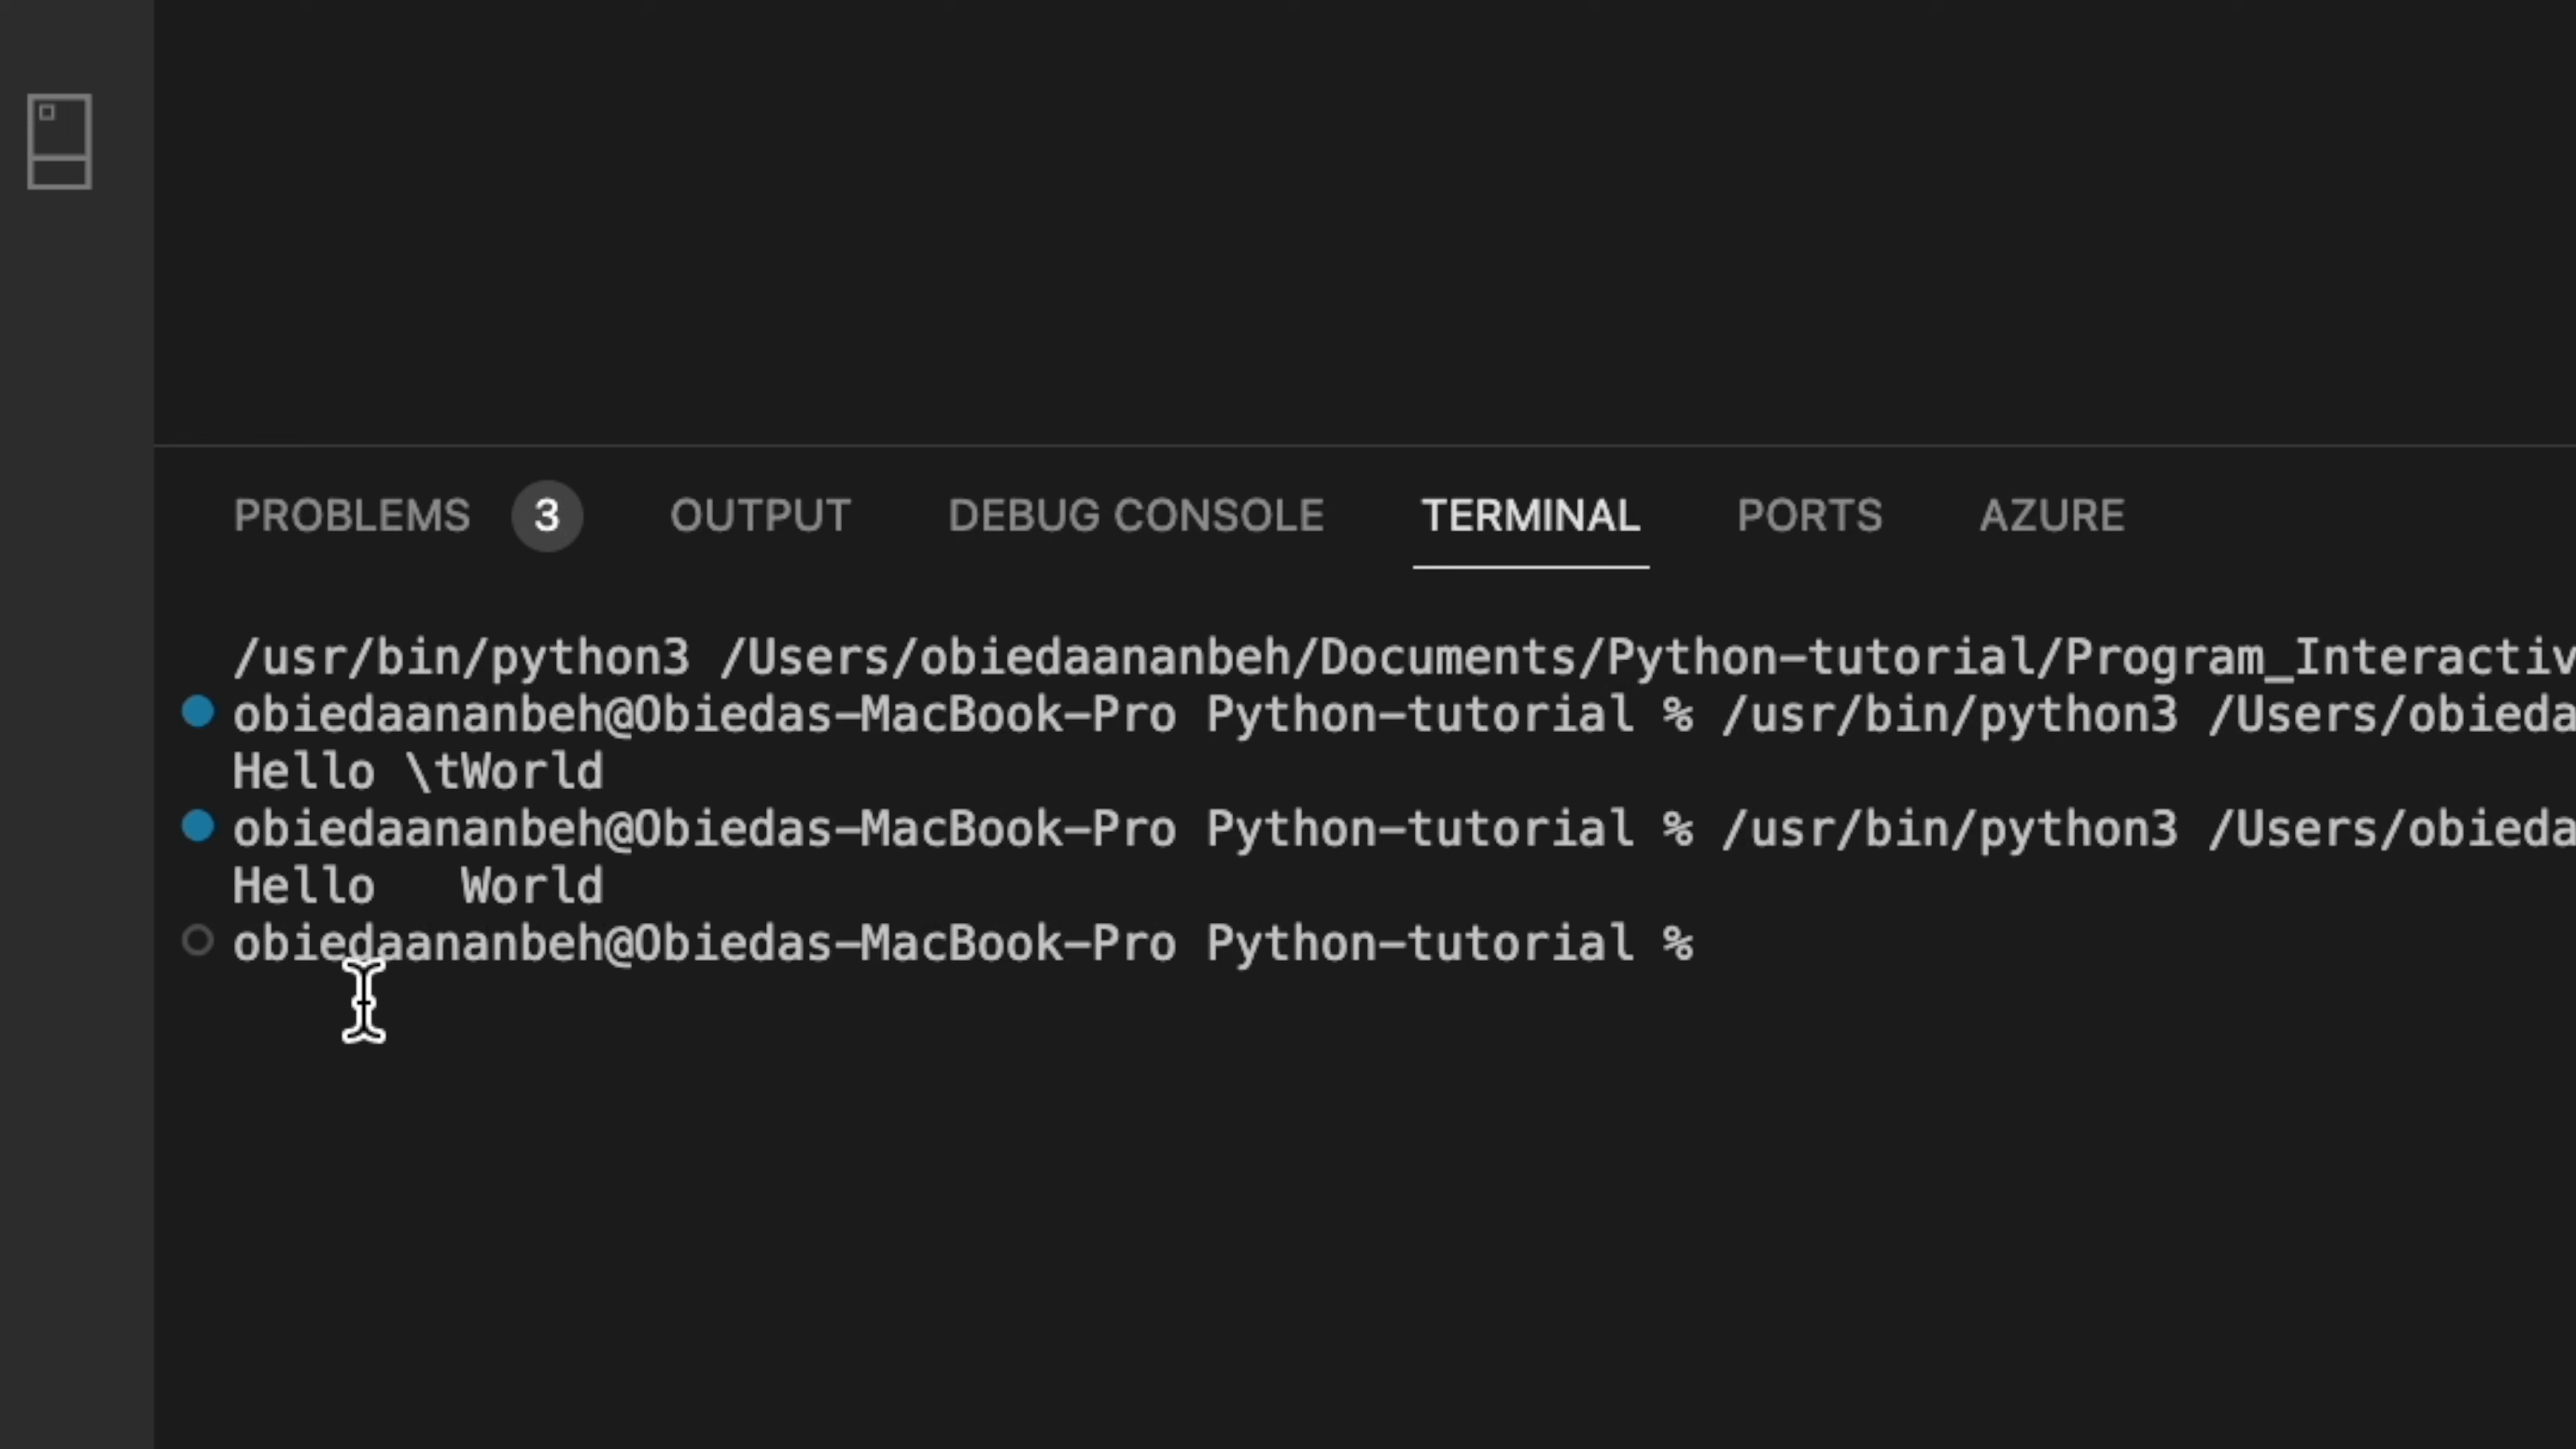 PROBLEMS 3 OUTPUT DEBUG CONSOLE TERMINAL PORTS AZURE
/usr/bin/python3 /Users/obiedaananbeh/Documents/Python-tutorial/Program_Interactiv
obiedaananbeh@Obiedas-MacBook-Pro Python-tutorial % /usr/bin/python3 /Users/obieda
Hello \tWorld
obiedaananbeh@Obiedas-MacBook-Pro Python-tutorial % /usr/bin/python3 /Users/obieda
Hello   World
obiedaananbeh@Obiedas-MacBook-Pro Python-tutorial %